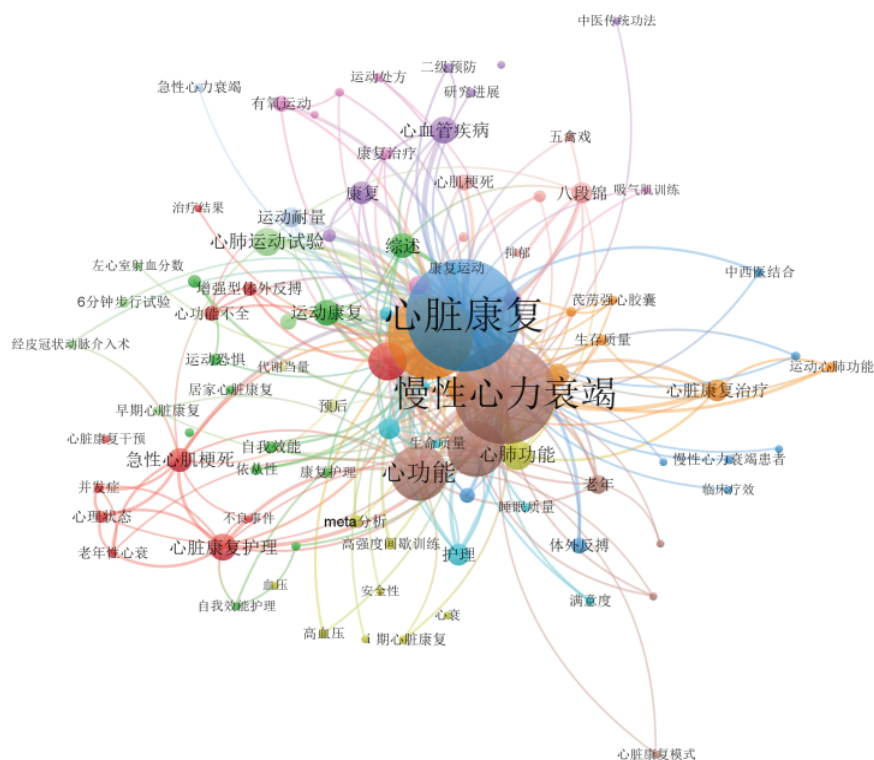 中医传统功法
二级预防
运动处方
急性心力衰竭
研究进展
有氧运动
心血管疾病
五禽戏
康复治疗
心肌梗死
康复
八段锦
吸气肌训练
治疗结果
运动耐量
心肺运动试验
综述
抑郁
左心室射血分数
康复运动
中西医结合
增强型体外反搏
6分钟步行试验
芪苈强心胶囊
心功能不全
运动康复
心脏康复
经皮冠状动脉介入术
生存质量
运动恐惧
代谢当量
运动心肺功能
居家心脏康复
慢性心力衰竭
心脏康复治疗
早期心脏康复
预后
心脏康复干预
自我效能
生命质量
急性心肌梗死
心肺功能
慢性心力衰竭患者
依从性
康复护理
心功能
并发症
老年
临床疗效
睡眠质量
心理状态
不良事件
meta分析
老年性心衰
心脏康复护理
高强度间歇训练
护理
体外反搏
血压
安全性
自我效能护理
满意度
心衰
高血压
i 期心脏康复
心脏康复模式